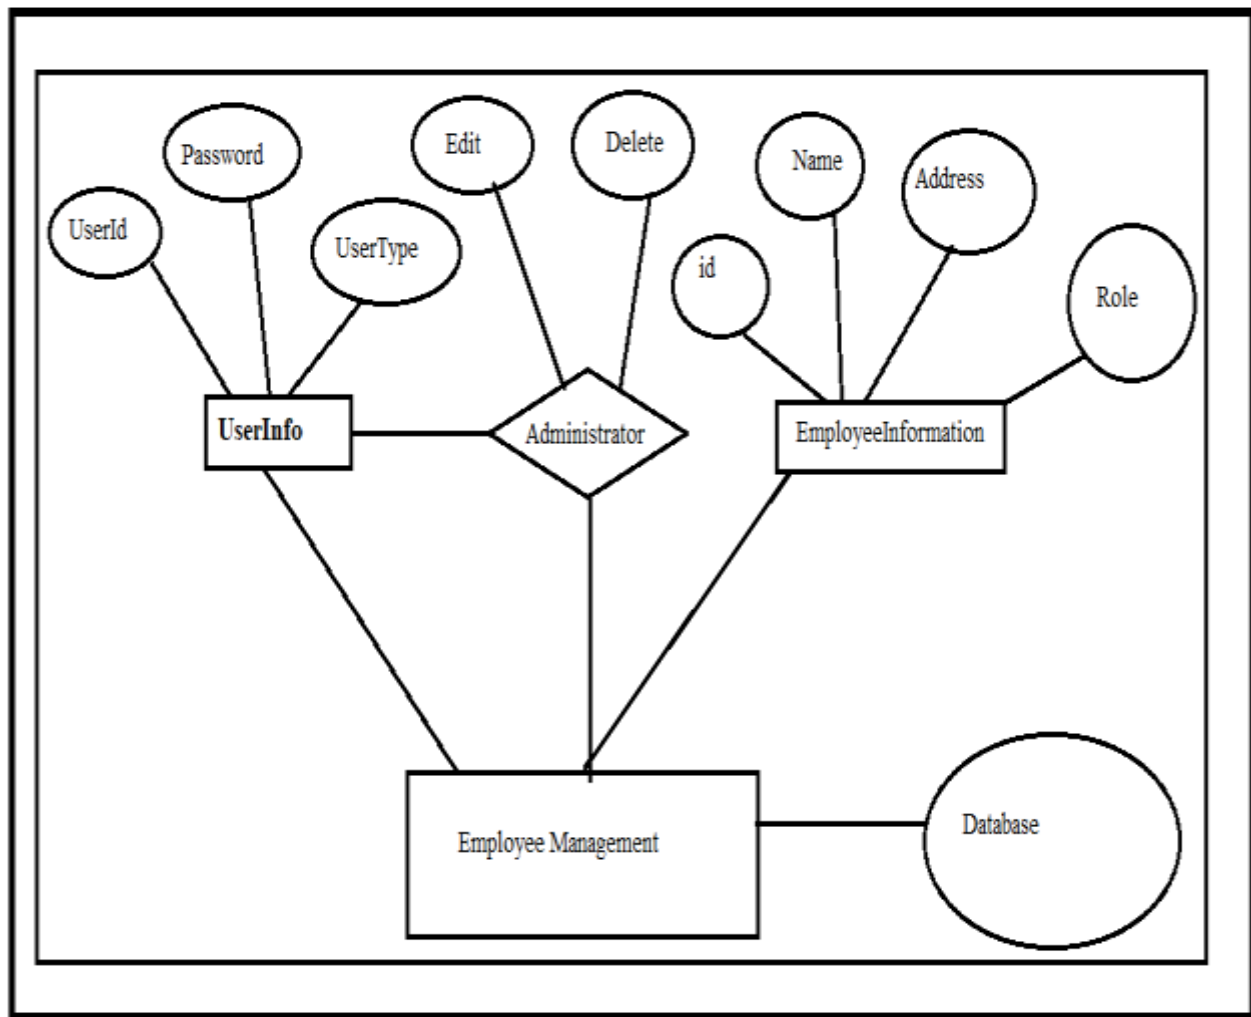 Password
Edit
Delete
Name
Address
UserId
UserType
id
Role
UserInfo
Administrator
EmployeeInformation
Employee Management
Database